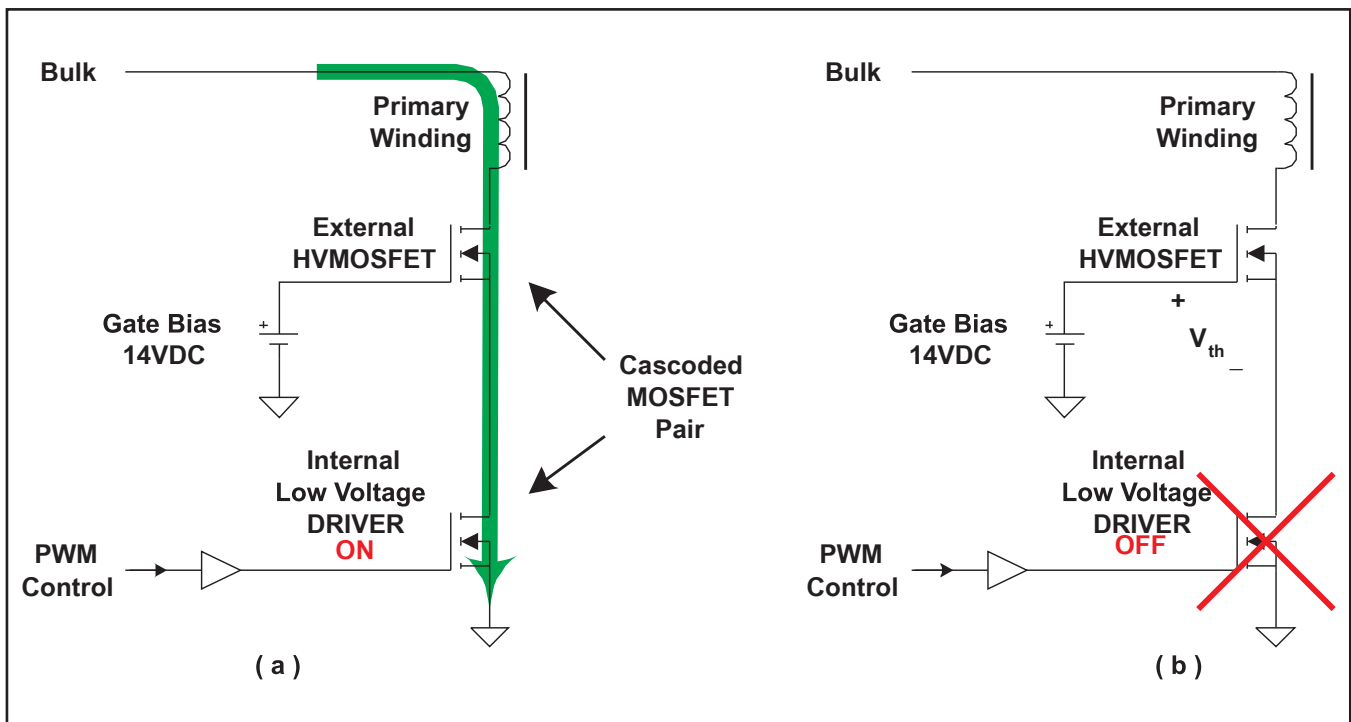 Bulk
Primary
Winding
External
HVMOSFET
+
Gate Bias
14VDC
Cascoded
MOSFET
Pair
Internal
Low Voltage
DRIVER
ON
PWM
Control
( a )
Bulk
Primary
Winding
External
HVMOSFET
+
Gate Bias
14VDC
+
Vth
_
Internal
Low Voltage
DRIVER
OFF
PWM
Control
( b )